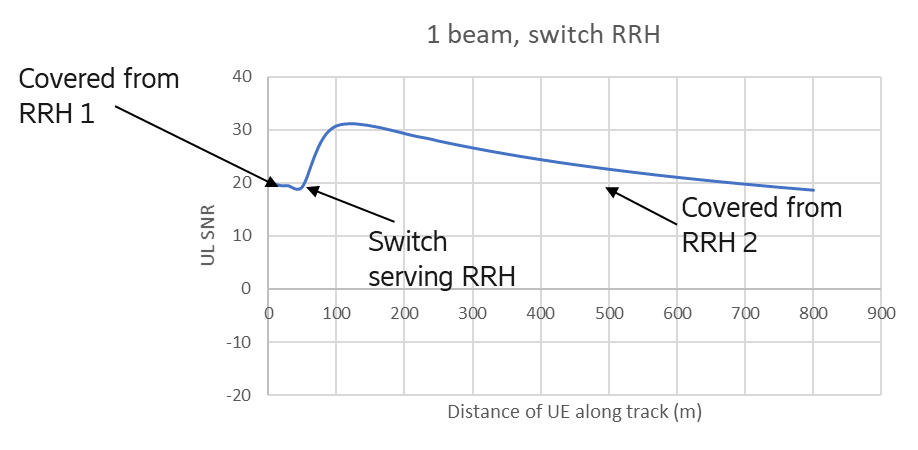 1 beam, switch RRH
Covered from
RRH 1
40
30
20
10
0
-10
-20
UL SNR
Switch
serving RRH
Covered from
RRH 2
0 100 200 300 400 500 600 700 800 900
Distance of UE along track (m)